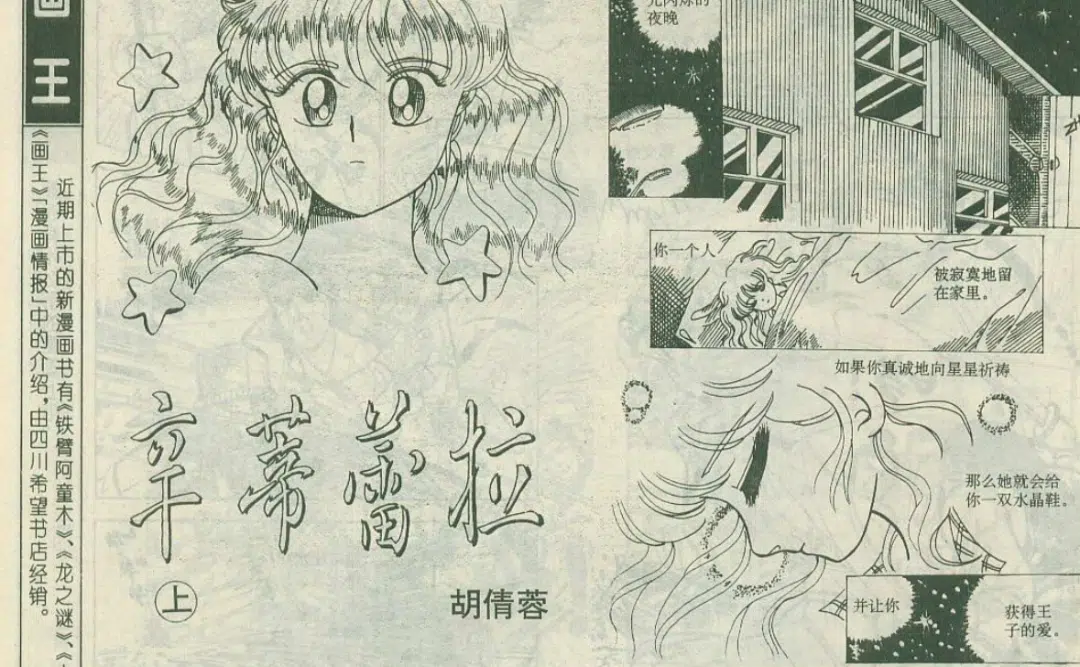 画王
近期上市的新漫画书有《铁臂阿童木》、《龙之谜》、《
《画王》「漫画情报」中的介绍，由四川希望书店经销。
辛蒂蕾拉
上
胡倩蓉
夜晚
你一个人
被寂寞地留
在家里。
如果你真诚地向星星祈祷
那么她就会给
你一双水晶鞋。
并让你
获得王
子的爱。